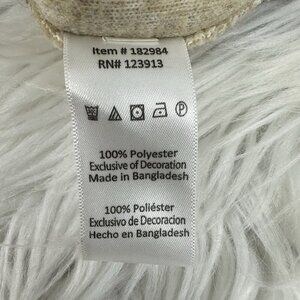 Item # 182984
RN# 123913
100% Polyester
Exclusive of Decoration
Made in Bangladesh
100% Poliéster
Exclusivo de Decoracion
Hecho en Bangladesh